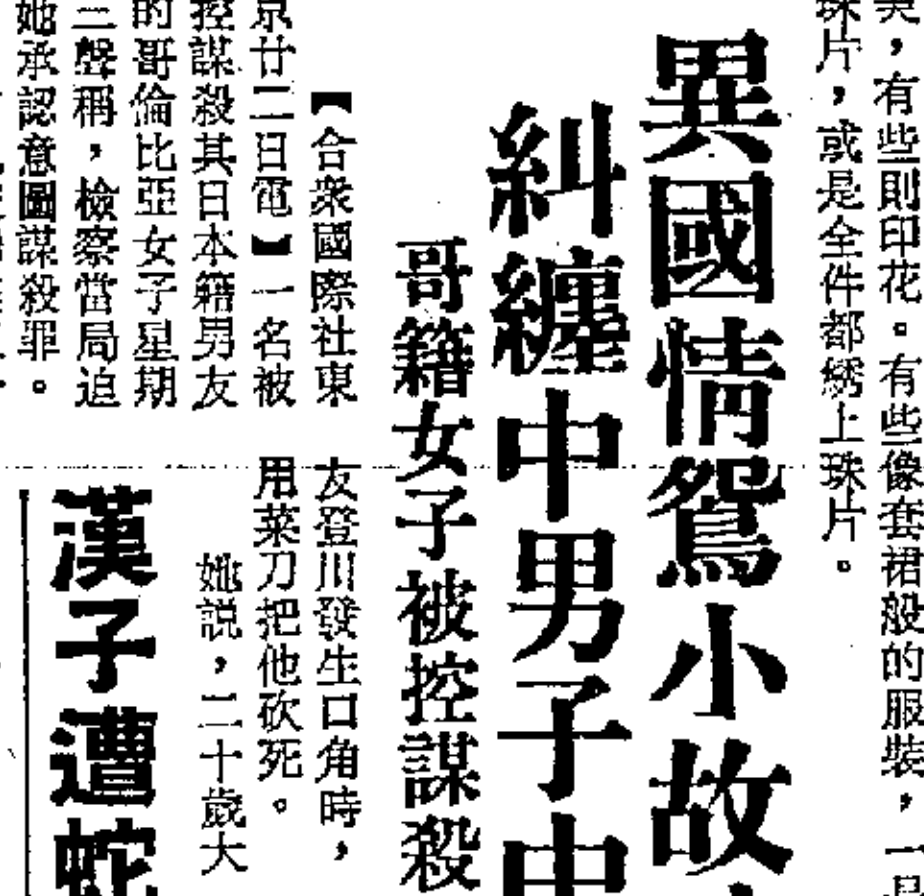 美，有些則印花。有些像套裙般的服裝，一
珠片，或是全件都綉上珠片。
異國情鴛小故
糾纏中男子
哥籍女子被控謀殺
【合衆國際社東
京廿二日電】一名被
控謀殺其日本籍男友
的哥倫比亞女子星期
三聲稱，檢察當局迫
她承認意圖謀殺罪。
友登川發生口角時，
用菜刀把他砍死。
她説，二十歲大
漢子遭蛇